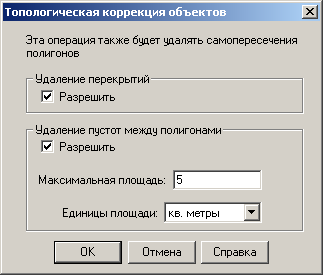 Топологическая коррекция объектов
Эта операция также будет удалять самопересечения
полигонов
Удаление перекрытий
Разрешить
Удаление пустот между полигонами
Разрешить
Максимальная площадь: 5
Единицы площади: кв. метры
OK Отмена Справка